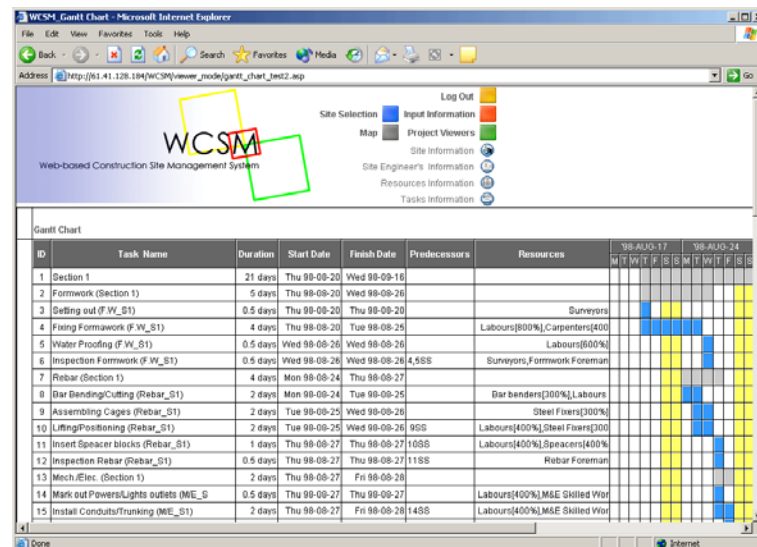 WCSM_Gantt Chart - Microsoft Internet Explorer
File Edit View Favorites Tools Help
Back Search Favorites Media
Address http://61.41.128.184/WCSM/viewer_mode/gantt_chart_test2.asp Go
Log Out
Site Selection Input Information
Map Project Viewers
Site Information
Site Engineer's Information
Resources Information
Tasks Information
WCSM
Web-based Construction Site Management System
Gantt Chart
ID Task Name Duration Start Date Finish Date Predecessors Resources '98-AUG-17 '98-AUG-24
M T W T F S S M T W T F S S
1 Section 1 21 days Thu 98-08-20 Wed 98-09-16
2 Formwork (Section 1) 5 days Thu 98-08-20 Wed 98-08-26
3 Setting out (F.W_S1) 0.5 days Thu 98-08-20 Thu 98-08-20 Surveyors
4 Fixing Formawork (F.W_S1) 4 days Thu 98-08-20 Tue 98-08-25 Labours[800%],Carpenters[400
5 Water Proofing (F.W_S1) 0.5 days Wed 98-08-26 Wed 98-08-26 Labours[600%]
6 Inspection Formwork (F.W_S1) 0.5 days Wed 98-08-26 Wed 98-08-26 4,5SS Surveyors,Formwork Foreman
7 Rebar (Section 1) 4 days Mon 98-08-24 Thu 98-08-27
8 Bar Bending/Cutting (Rebar_S1) 2 days Mon 98-08-24 Tue 98-08-25 Bar benders[300%],Labours
9 Assembling Cages (Rebar_S1) 2 days Tue 98-08-25 Wed 98-08-26 Steel Fixers[300%]
10 Lifting/Positioning (Rebar_S1) 2 days Tue 98-08-25 Wed 98-08-26 9SS Labours[400%],Steel Fixers[300
11 Insert Speacer blocks (Rebar_S1) 1 days Thu 98-08-27 Thu 98-08-27 10SS Labours[400%],Speacers[400%
12 Inspection Rebar (Rebar_S1) 0.5 days Thu 98-08-27 Thu 98-08-27 11SS Rebar Foreman
13 Mech./Elec. (Section 1) 2 days Thu 98-08-27 Fri 98-08-28
14 Mark out Powers/Lights outlets (M/E_S 0.5 days Thu 98-08-27 Thu 98-08-27 Labours[400%],M&E Skilled Wor
15 Install Conduits/Trunking (M/E_S1) 2 days Thu 98-08-27 Fri 98-08-28 14SS Labours[400%],M&E Skilled Wor
Done Internet